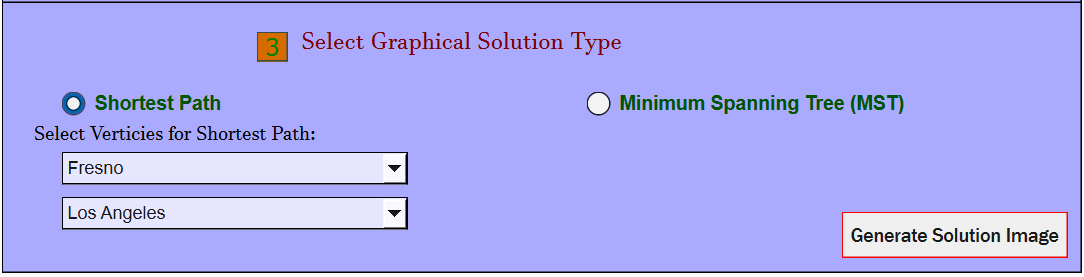 3 Select Graphical Solution Type
Shortest Path
Minimum Spanning Tree (MST)
Select Verticies for Shortest Path:
Fresno
Los Angeles
Generate Solution Image